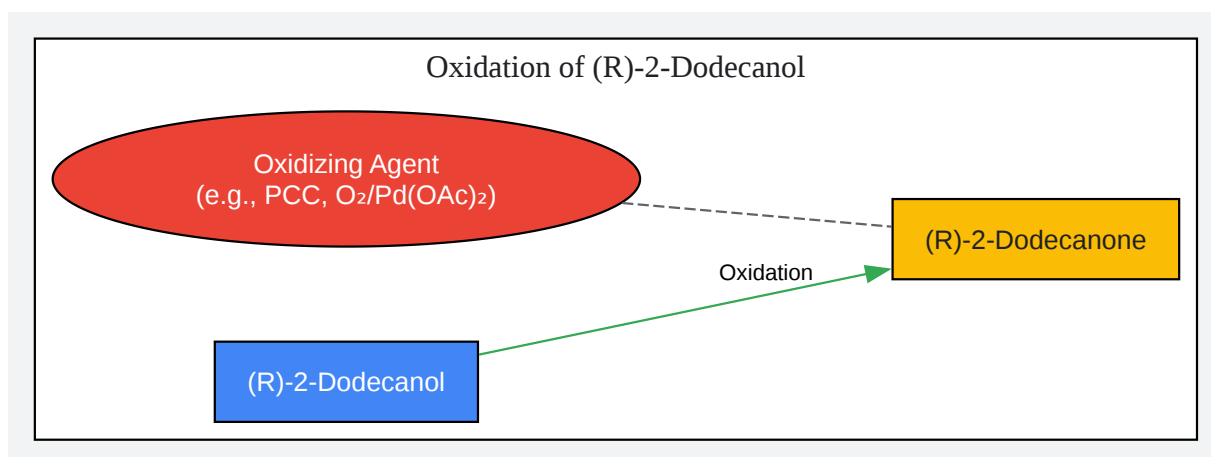 Oxidation of (R)-2-Dodecanol
Oxidizing Agent
(e.g., PCC, O₂/Pd(OAc)₂)
(R)-2-Dodecanone
Oxidation
(R)-2-Dodecanol